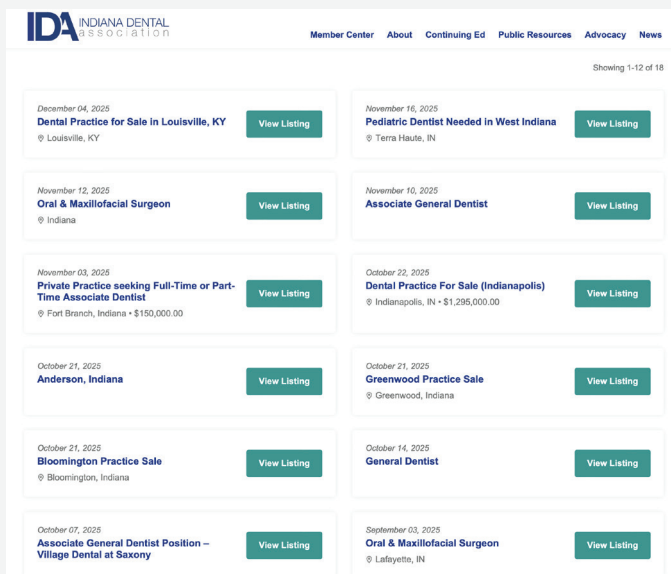 IDA INDIANA DENTAL
association
Member Center About Continuing Ed Public Resources Advocacy News
Showing 1-12 of 18
December 04, 2025
Dental Practice for Sale in Louisville, KY
Louisville, KY
View Listing
November 16, 2025
Pediatric Dentist Needed in West Indiana
Terra Haute, IN
View Listing
November 12, 2025
Oral & Maxillofacial Surgeon
Indiana
View Listing
November 10, 2025
Associate General Dentist
View Listing
November 03, 2025
Private Practice seeking Full-Time or Part-
Time Associate Dentist
Fort Branch, Indiana • $150,000.00
View Listing
October 22, 2025
Dental Practice For Sale (Indianapolis)
Indianapolis, IN • $1,295,000.00
View Listing
October 21, 2025
Anderson, Indiana
View Listing
October 21, 2025
Greenwood Practice Sale
Greenwood, Indiana
View Listing
October 21, 2025
Bloomington Practice Sale
Bloomington, Indiana
View Listing
October 14, 2025
General Dentist
View Listing
October 07, 2025
Associate General Dentist Position –
Village Dental at Saxony
View Listing
September 03, 2025
Oral & Maxillofacial Surgeon
Lafayette, IN
View Listing